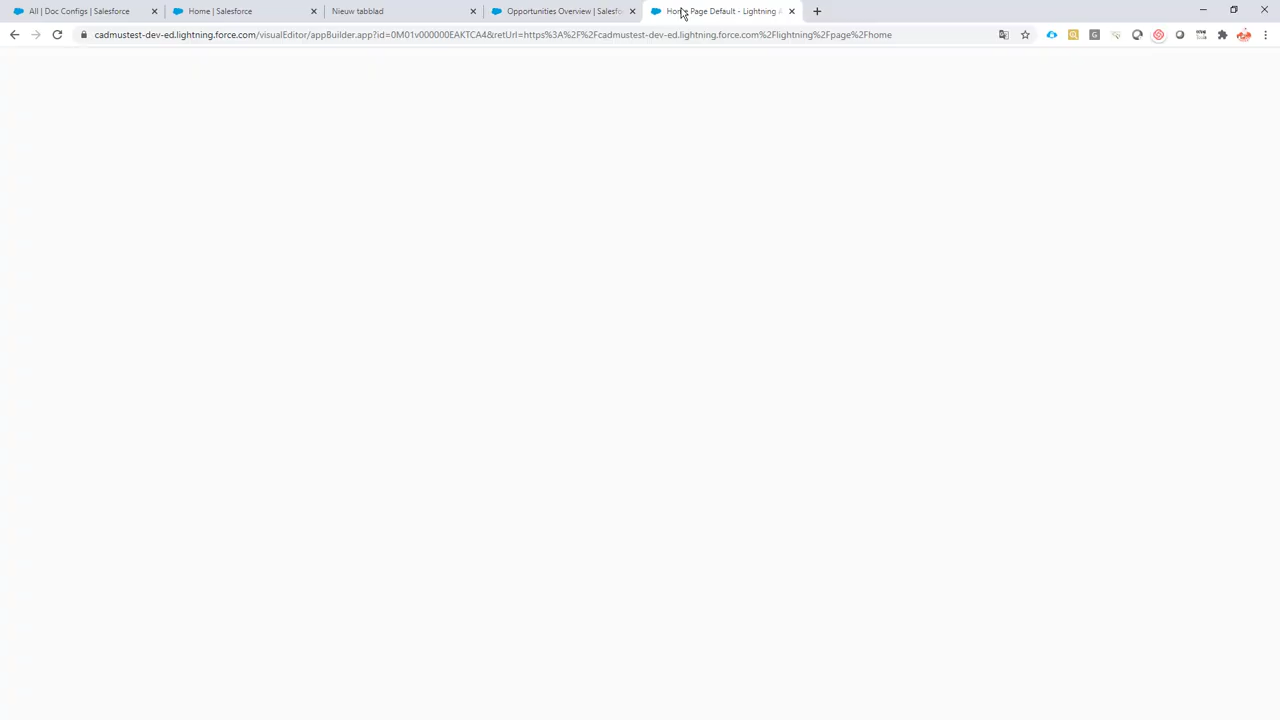 All | Doc Configs | Salesforce
Home | Salesforce
Nieuw tabblad
Opportunities Overview | Salesfo
Home Page Default - Lightning A
cadmustest-dev-ed.lightning.force.com/visualEditor/appBuilder.app?id=0M01v000000EAKTCA4&retUrl=https%3A%2F%2Fcadmustest-dev-ed.lightning.force.com%2Flightning%2Fpage%2Fhome